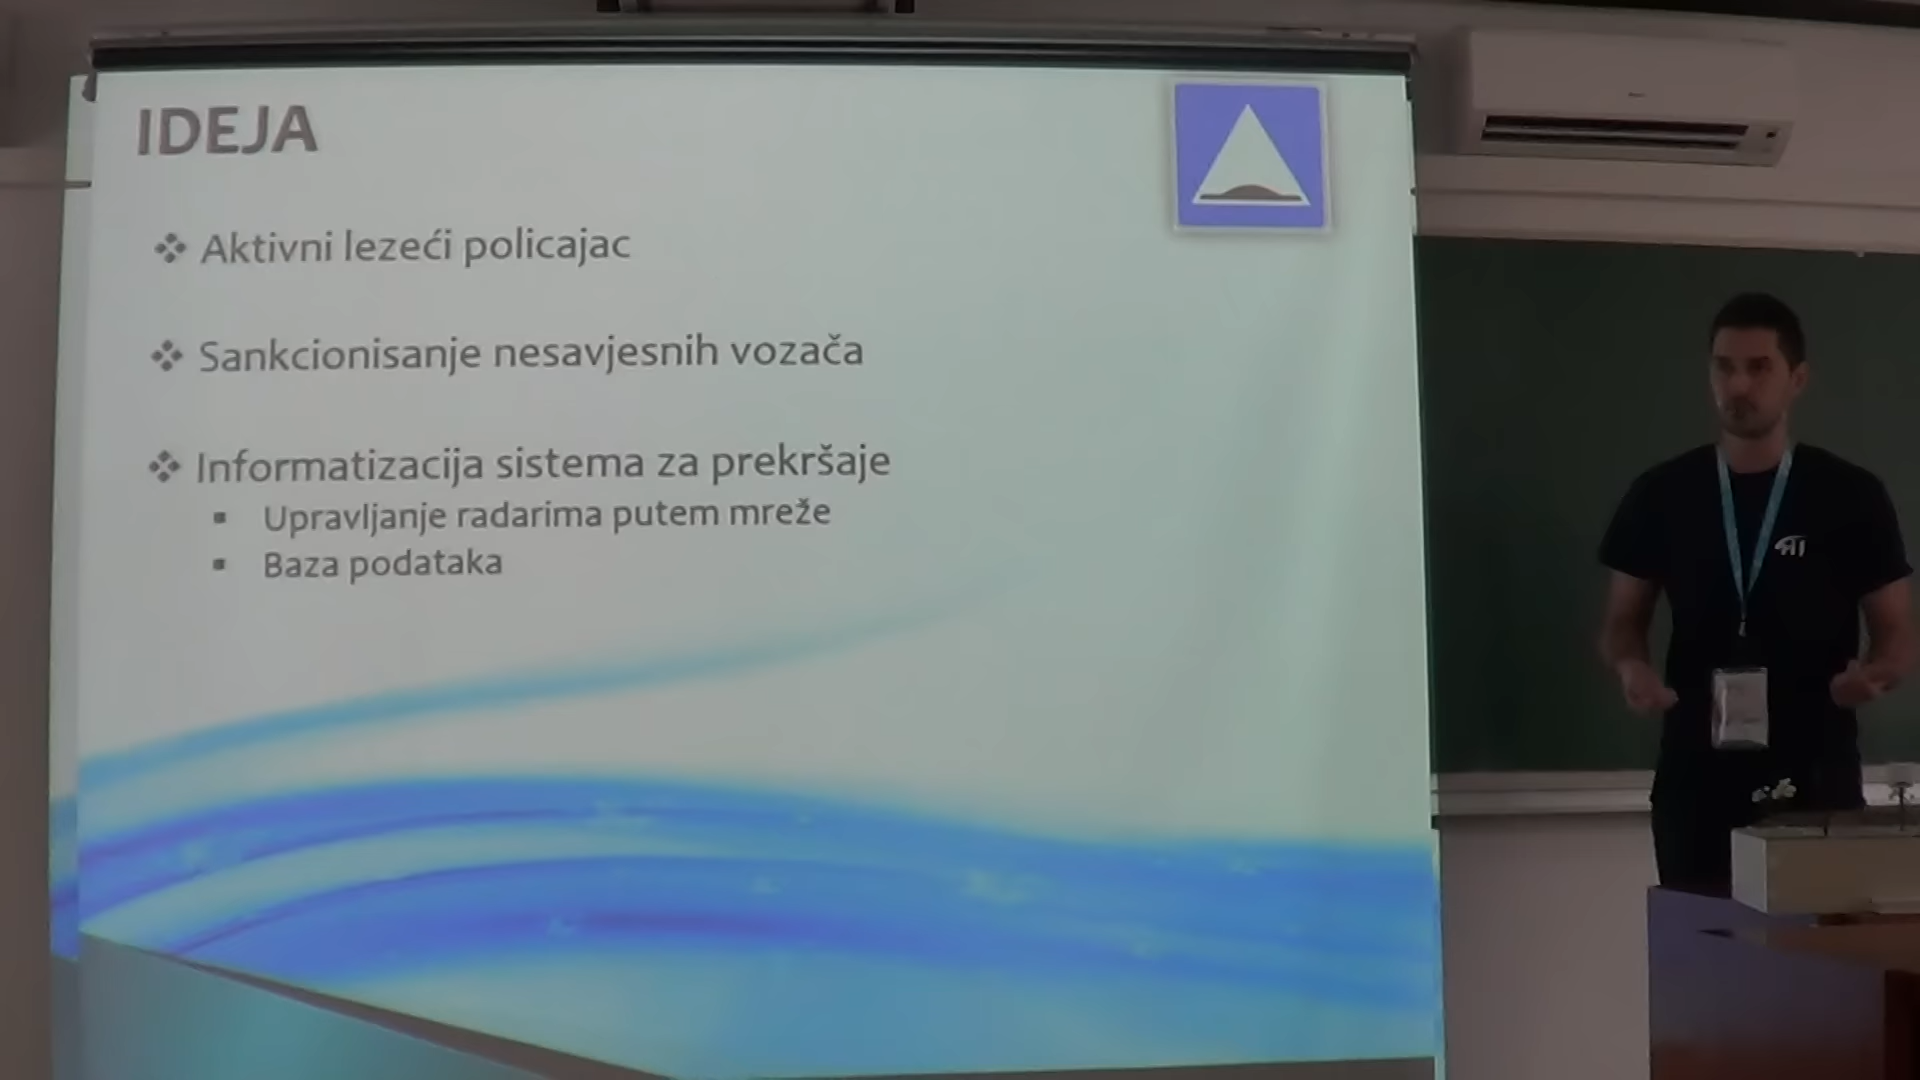 IDEJA
Aktivni lezeći policajac
Sankcionisanje nesavjesnih vozača
Informatizacija sistema za prekršaje
Upravljanje radarima putem mreže
Baza podataka